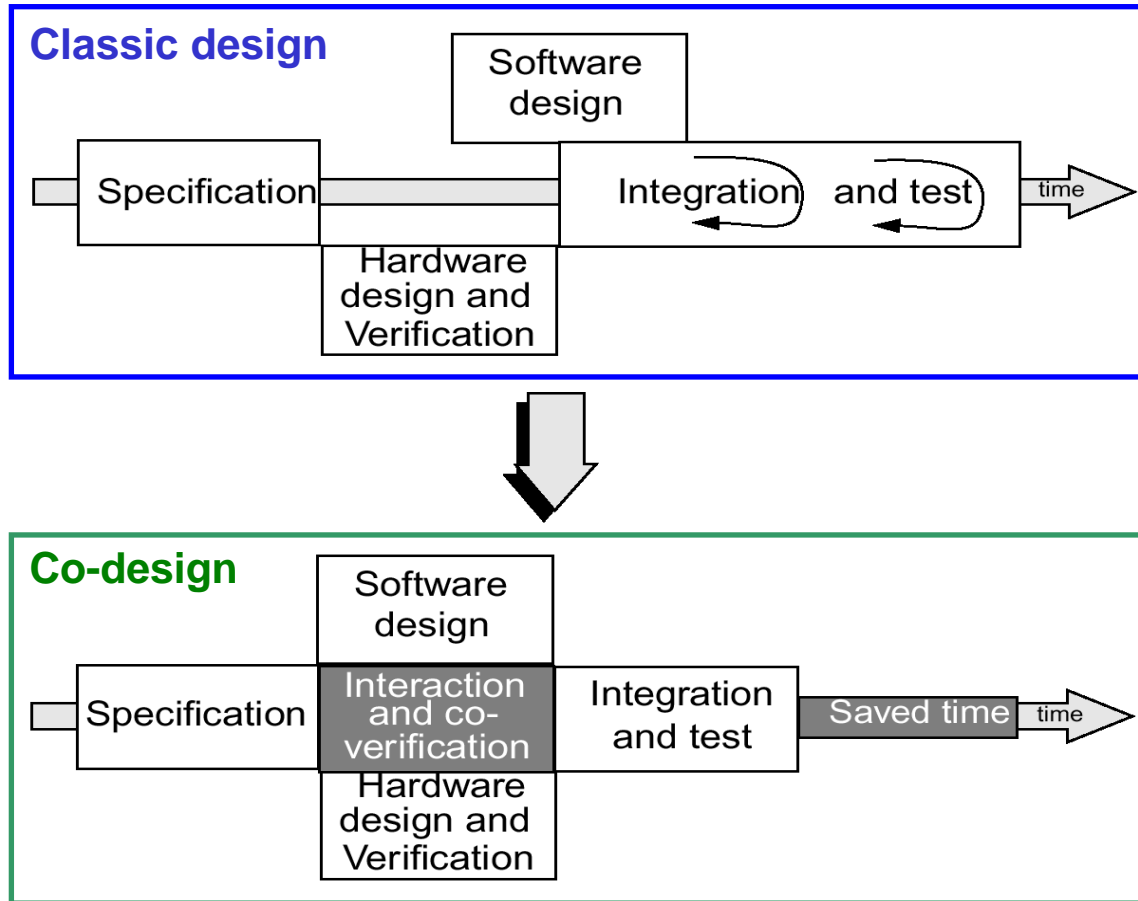 Classic design
Software
design
Specification
Integration and test
time
Hardware
design and
Verification
Co-design
Software
design
Specification
Interaction
and co-
verification
Integration
and test
Saved time
time
Hardware
design and
Verification